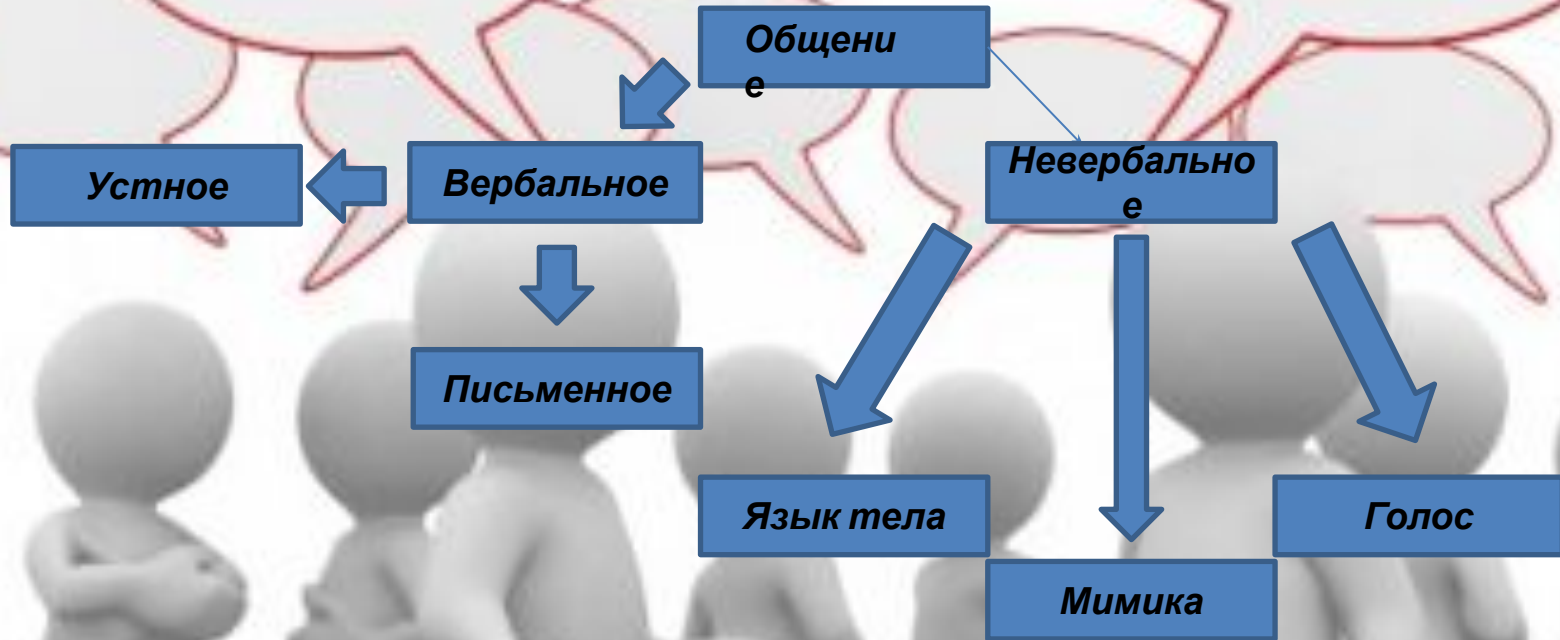 Общени
е
Устное
Вербальное
Невербально
е
Письменное
Язык тела
Голос
Мимика